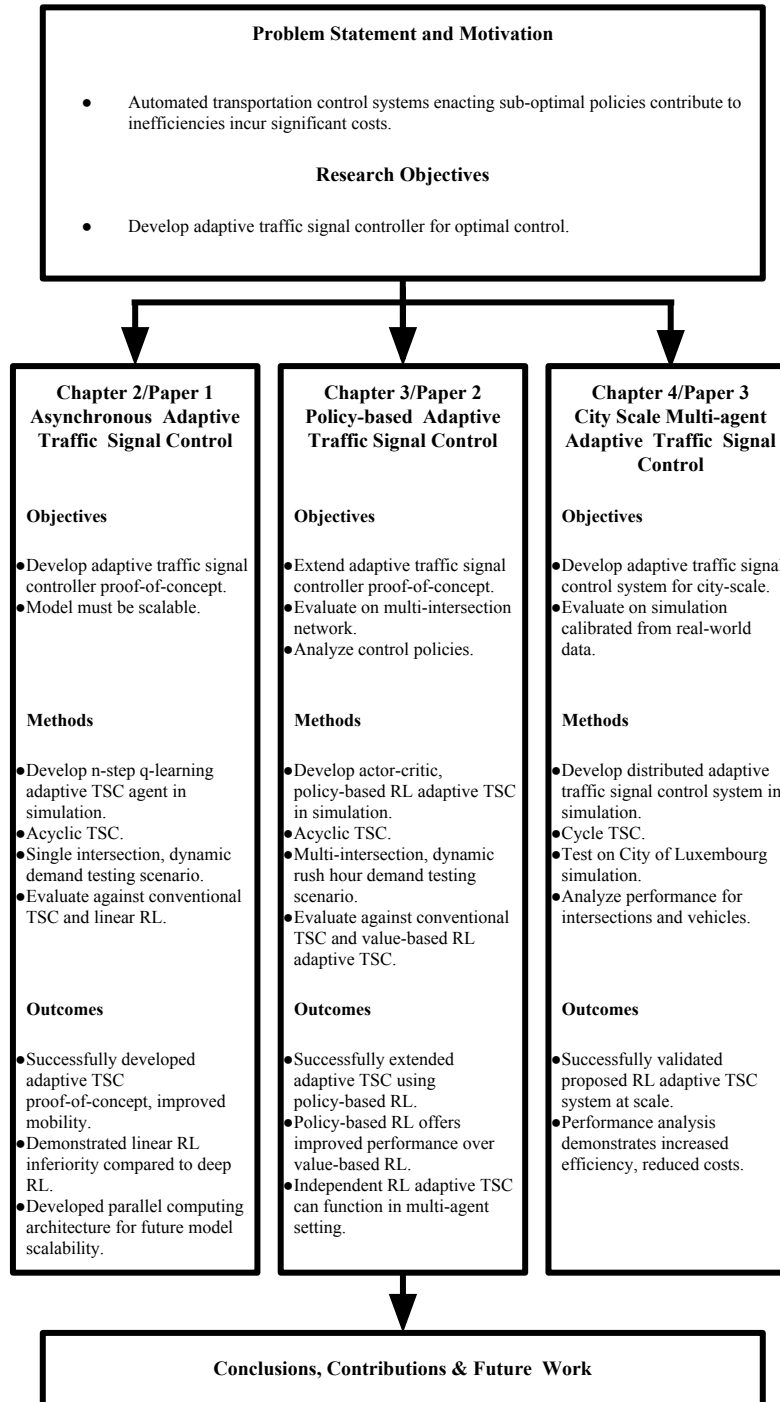 Problem Statement and Motivation
● Automated transportation control systems enacting sub-optimal policies contribute to
inefficiencies incur significant costs.
Research Objectives
● Develop adaptive traffic signal controller for optimal control.
Chapter 2/Paper 1
Asynchronous Adaptive
Traffic Signal Control
Objectives
●Develop adaptive traffic signal
controller proof-of-concept.
●Model must be scalable.
Methods
●Develop n-step q-learning
adaptive TSC agent in
simulation.
●Acyclic TSC.
●Single intersection, dynamic
demand testing scenario.
●Evaluate against conventional
TSC and linear RL.
Outcomes
●Successfully developed
adaptive TSC
proof-of-concept, improved
mobility.
●Demonstrated linear RL
inferiority compared to deep
RL.
●Developed parallel computing
architecture for future model
scalability.
Chapter 3/Paper 2
Policy-based Adaptive
Traffic Signal Control
Objectives
●Extend adaptive traffic signal
controller proof-of-concept.
●Evaluate on multi-intersection
network.
●Analyze control policies.
Methods
●Develop actor-critic,
policy-based RL adaptive TSC
in simulation.
●Acyclic TSC.
●Multi-intersection, dynamic
rush hour demand testing
scenario.
●Evaluate against conventional
TSC and value-based RL
adaptive TSC.
Outcomes
●Successfully extended
adaptive TSC using
policy-based RL.
●Policy-based RL offers
improved performance over
value-based RL.
●Independent RL adaptive TSC
can function in multi-agent
setting.
Chapter 4/Paper 3
City Scale Multi-agent
Adaptive Traffic Signal
Control
Objectives
●Develop adaptive traffic signal
control system for city-scale.
●Evaluate on simulation
calibrated from real-world
data.
Methods
●Develop distributed adaptive
traffic signal control system in
simulation.
●Cycle TSC.
●Test on City of Luxembourg
simulation.
●Analyze performance for
intersections and vehicles.
Outcomes
●Successfully validated
proposed RL adaptive TSC
system at scale.
●Performance analysis
demonstrates increased
efficiency, reduced costs.
Conclusions, Contributions & Future Work